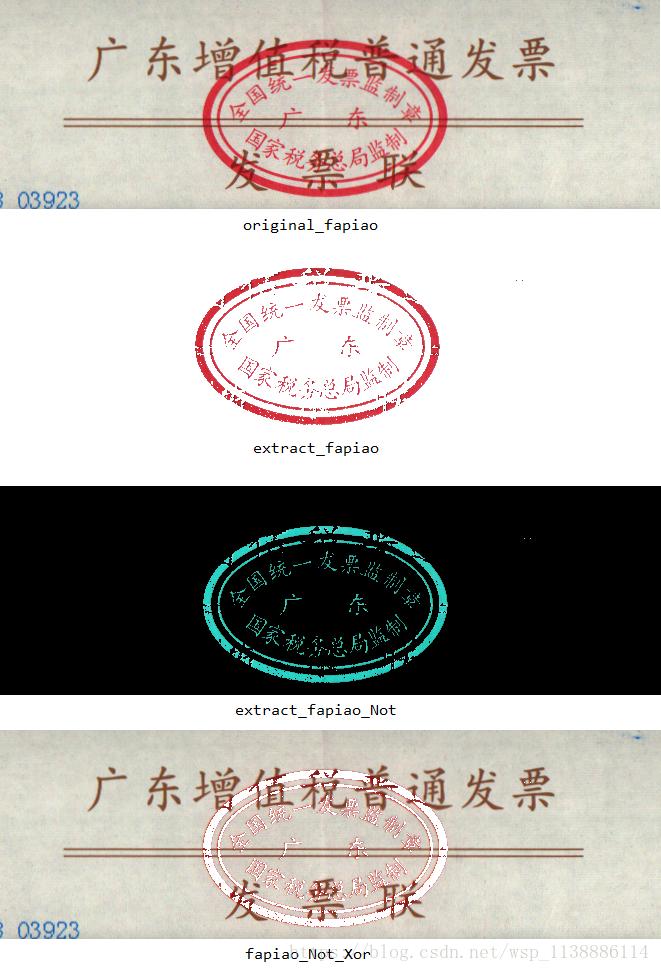 广东增值税普通发票
全国统一发票监制章
广 东
国家税务总局监制
发 票 联
03923
original_fapiao
全国统一发票监制章
广 东
国家税务总局监制
extract_fapiao
全国统一发票监制章
广 东
国家税务总局监制
extract_fapiao_Not
广东增值税普通发票
全国统一发票监制章
广 东
国家税务总局监制
发 票 联
03923
https://blog.csdn.net/wsp_1138886114
fapiao_Not_Xor